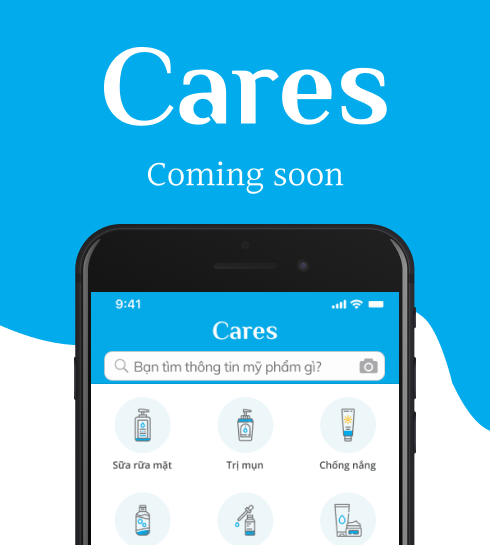 Cares
Coming soon
9:41
Cares
Bạn tìm thông tin mỹ phẩm gì?
Sữa rữa mặt
Trị mụn
Chống nắng